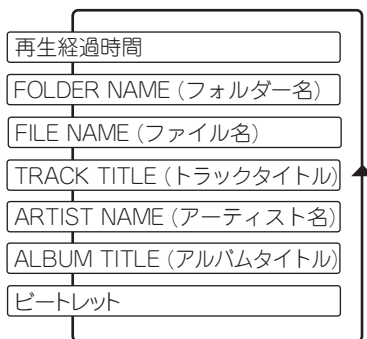 再生経過時間
FOLDER NAME (フォルダー名)
FILE NAME (ファイル名)
TRACK TITLE (トラックタイトル)
ARTIST NAME (アーティスト名)
ALBUM TITLE (アルバムタイトル)
ビートレット